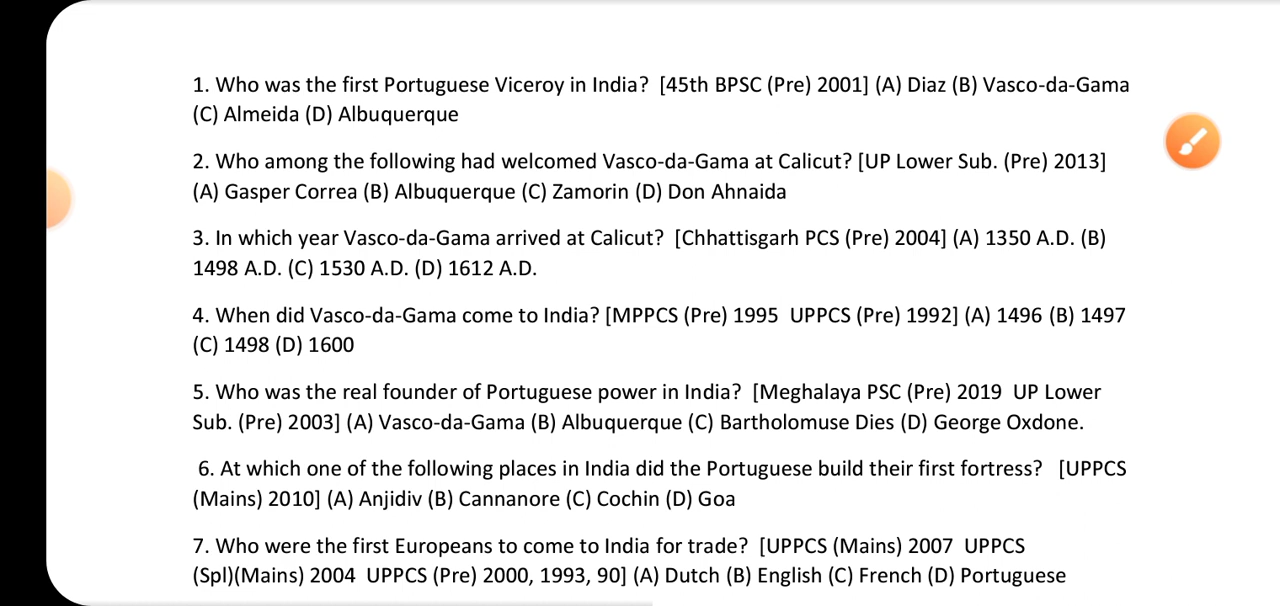 1. Who was the first Portuguese Viceroy in India?  [45th BPSC (Pre) 2001] (A) Diaz (B) Vasco-da-Gama
(C) Almeida (D) Albuquerque
2. Who among the following had welcomed Vasco-da-Gama at Calicut? [UP Lower Sub. (Pre) 2013]
(A) Gasper Correa (B) Albuquerque (C) Zamorin (D) Don Ahnaida
3. In which year Vasco-da-Gama arrived at Calicut?  [Chhattisgarh PCS (Pre) 2004] (A) 1350 A.D. (B)
1498 A.D. (C) 1530 A.D. (D) 1612 A.D.
4. When did Vasco-da-Gama come to India? [MPPCS (Pre) 1995  UPPCS (Pre) 1992] (A) 1496 (B) 1497
(C) 1498 (D) 1600
5. Who was the real founder of Portuguese power in India?  [Meghalaya PSC (Pre) 2019  UP Lower
Sub. (Pre) 2003] (A) Vasco-da-Gama (B) Albuquerque (C) Bartholomuse Dies (D) George Oxdone.
6. At which one of the following places in India did the Portuguese build their first fortress?  [UPPCS
(Mains) 2010] (A) Anjidiv (B) Cannanore (C) Cochin (D) Goa
7. Who were the first Europeans to come to India for trade?  [UPPCS (Mains) 2007  UPPCS
(Spl)(Mains) 2004  UPPCS (Pre) 2000, 1993, 90] (A) Dutch (B) English (C) French (D) Portuguese